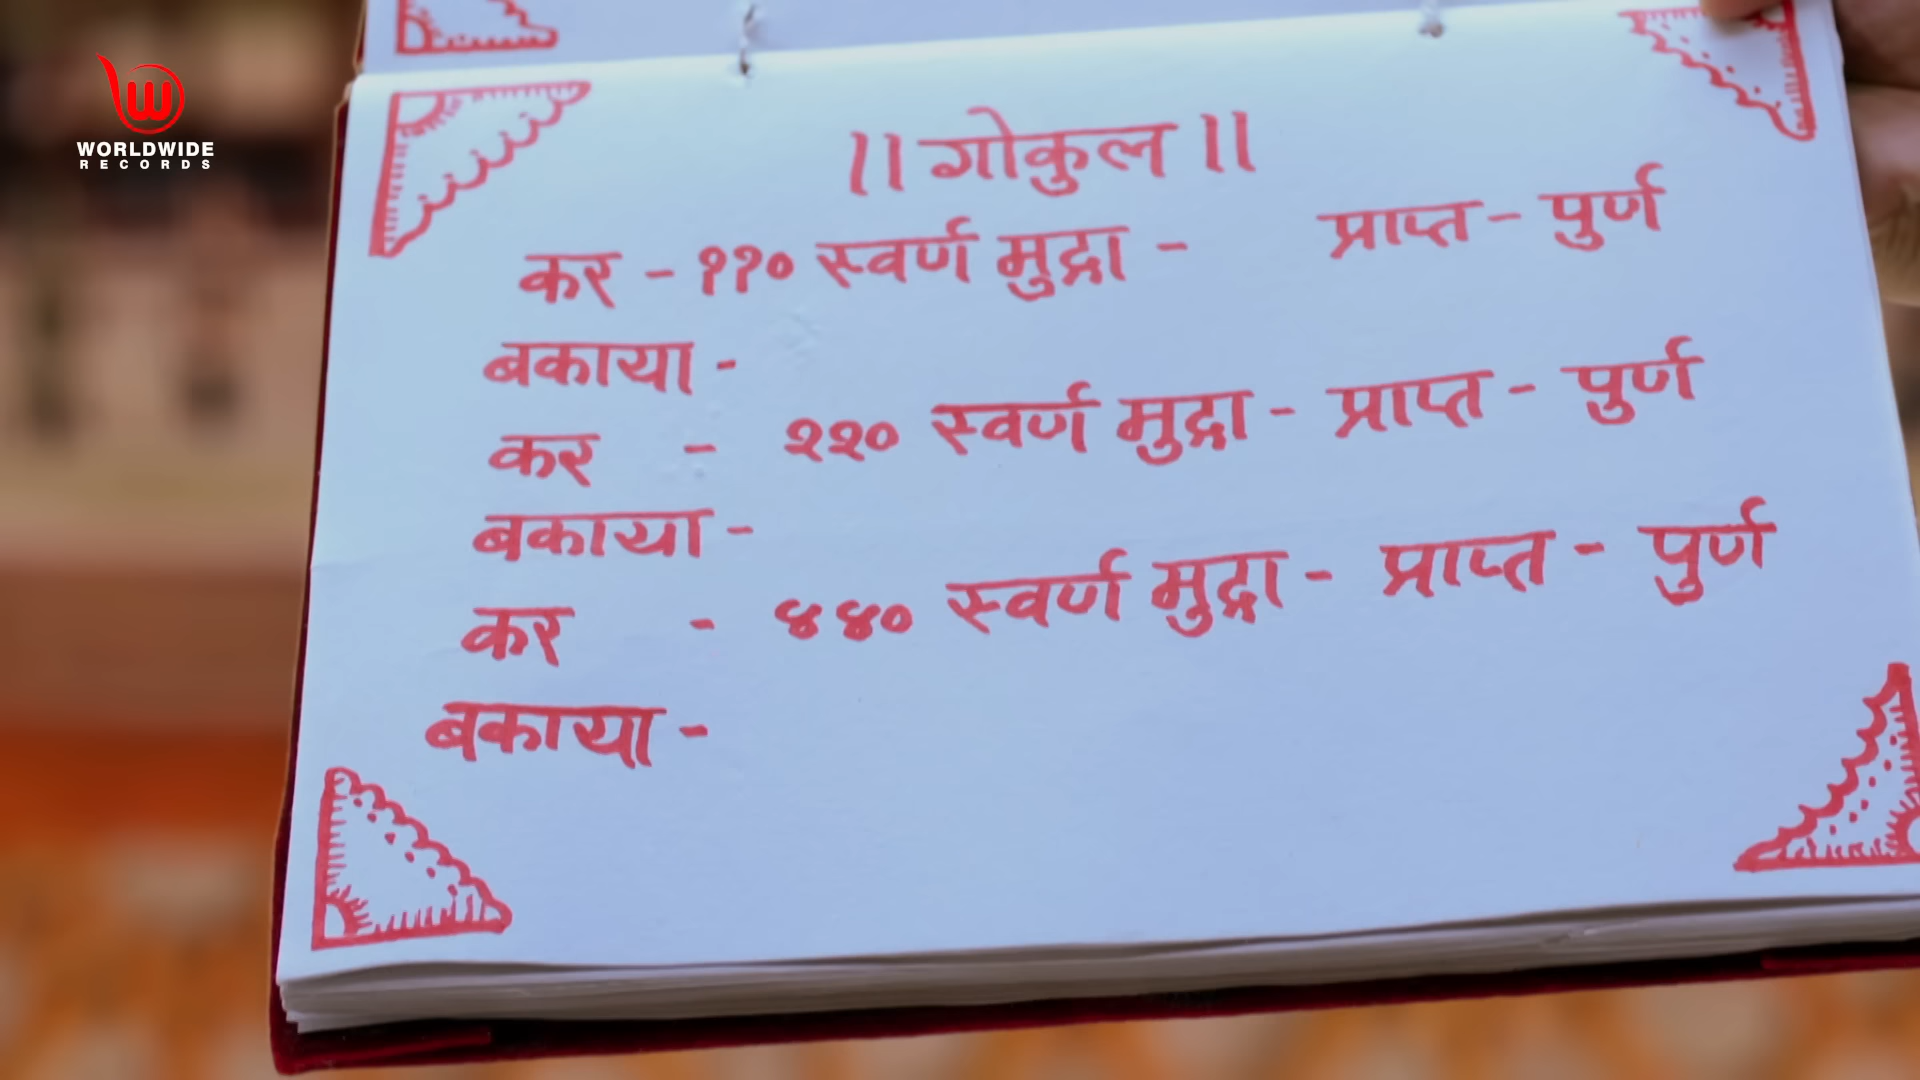 WORLDWIDE
RECORDS
|| गोकुल ||
कर - ११० स्वर्ण मुद्रा - प्राप्त - पुर्ण
बकाया -
कर - २२० स्वर्ण मुद्रा - प्राप्त - पुर्ण
बकाया -
कर - ४४० स्वर्ण मुद्रा - प्राप्त - पुर्ण
बकाया -